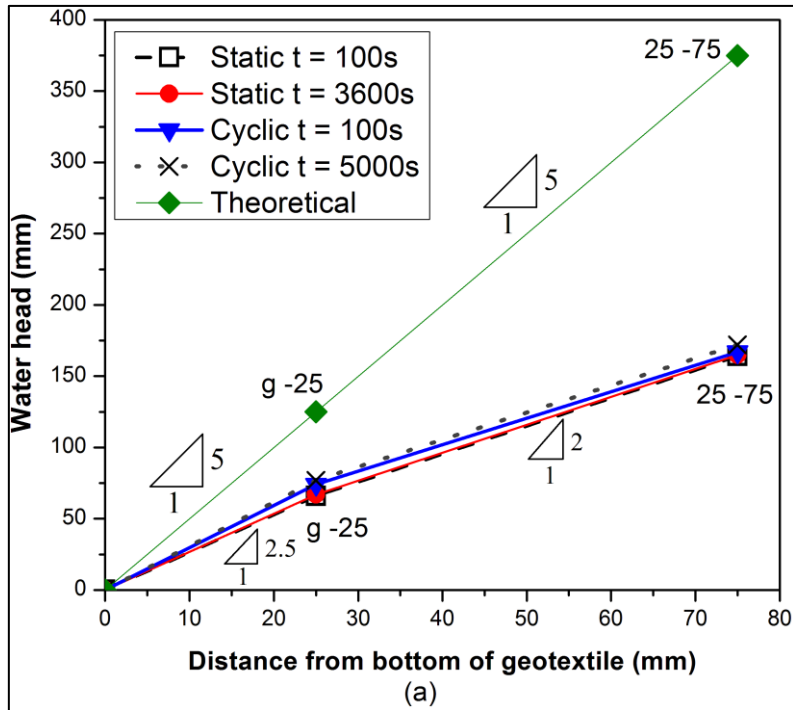 Static t = 100s
Static t = 3600s
Cyclic t = 100s
Cyclic t = 5000s
Theoretical
25 -75
5
1
g -25
5
1
25 -75
2
1
g -25
2.5
1
400
350
300
250
200
150
100
50
0
Water head (mm)
0 10 20 30 40 50 60 70 80
Distance from bottom of geotextile (mm)
(a)